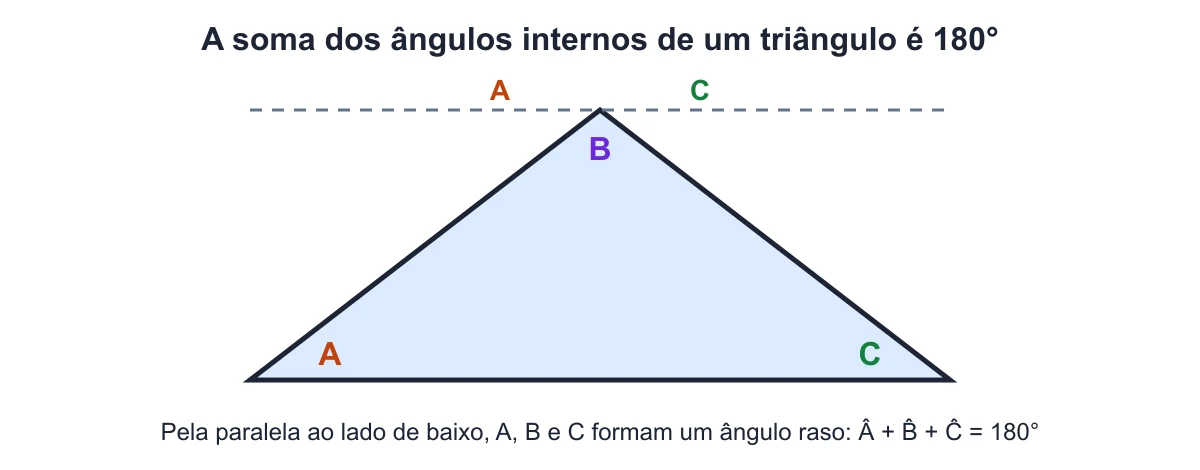 A soma dos ângulos internos de um triângulo é 180°
A C
B
A C
Pela paralela ao lado de baixo, A, B e C formam um ângulo raso: Â + B̂ + Ĉ = 180°